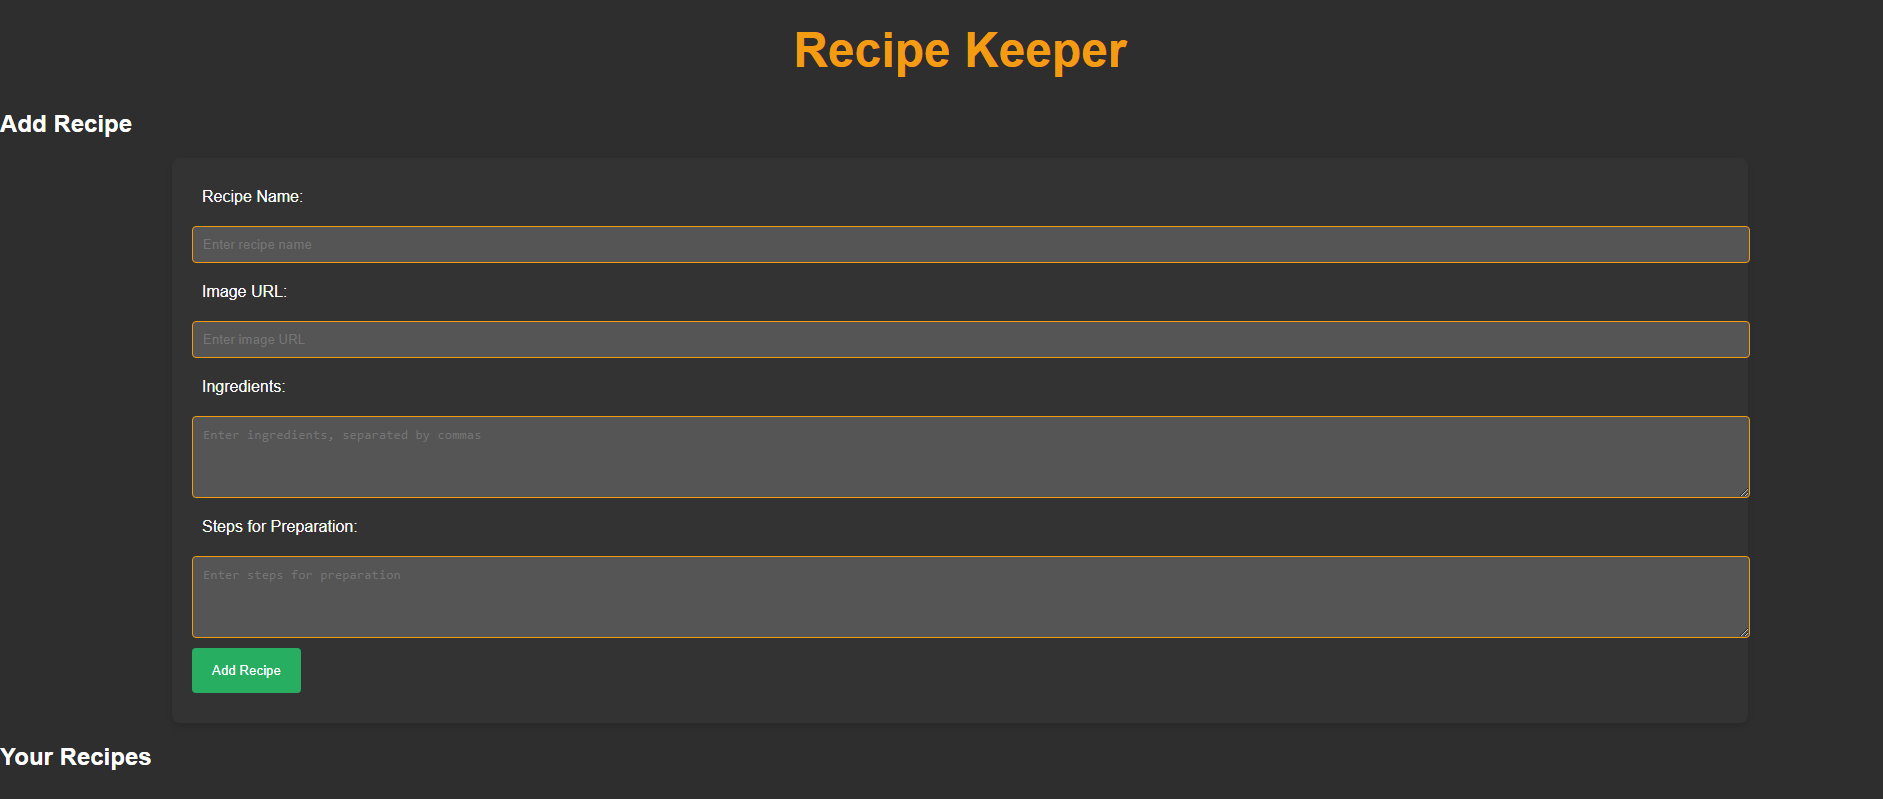 Recipe Keeper
Add Recipe
Recipe Name:
Enter recipe name
Image URL:
Enter image URL
Ingredients:
Enter ingredients, separated by commas
Steps for Preparation:
Enter steps for preparation
Add Recipe
Your Recipes